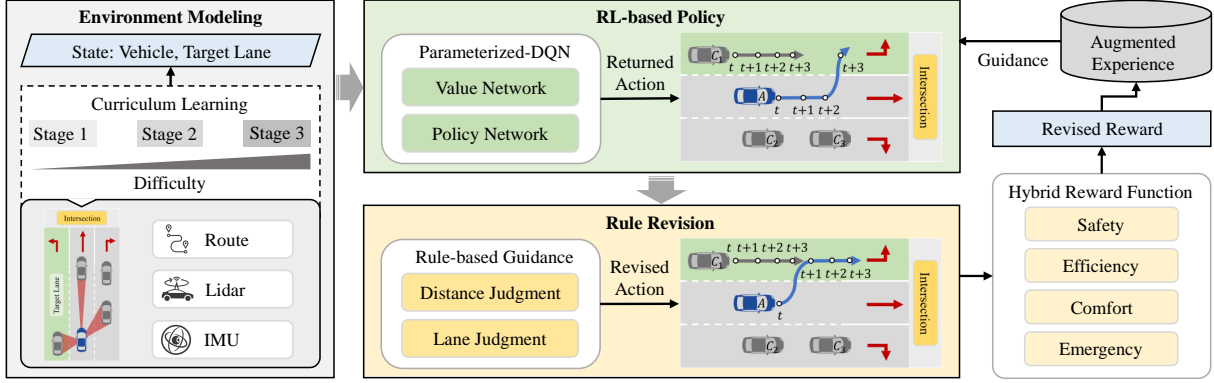 Environment Modeling
State: Vehicle, Target Lane
Curriculum Learning
Stage 1
Stage 2
Stage 3
Difficulty
Intersection
Target Lane
Route
Lidar
IMU
RL-based Policy
Parameterized-DQN
Value Network
Policy Network
Returned
Action
C₁
t t+1 t+2 t+3
t+3
A
t t+1 t+2
C₂
C₃
Intersection
Rule Revision
Rule-based Guidance
Distance Judgment
Lane Judgment
Revised
Action
C₁
t t+1 t+2 t+3
t+1 t+2 t+3
A
t
C₂
C₃
Intersection
Guidance
Augmented
Experience
Revised Reward
Hybrid Reward Function
Safety
Efficiency
Comfort
Emergency